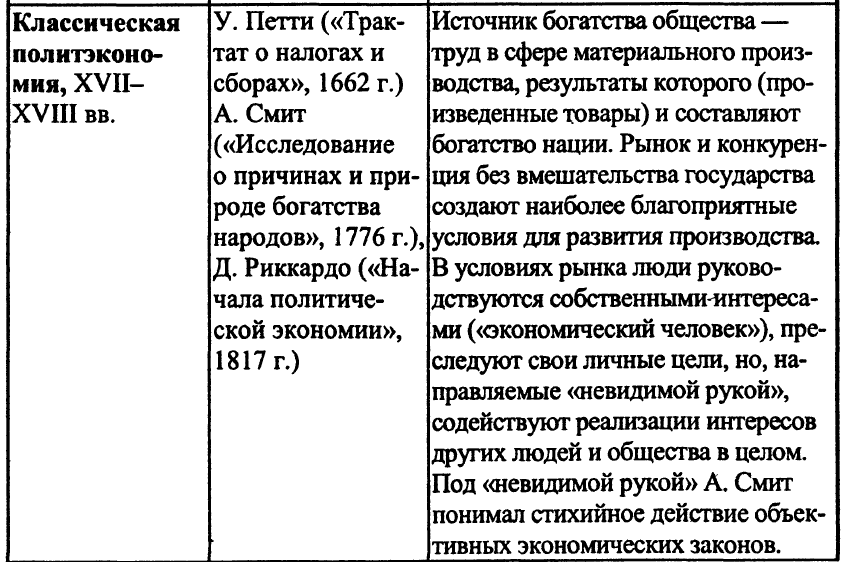 Классическая
политэконо-
мия, XVII–
XVIII вв.
У. Петти («Трак-
тат о налогах и
сборах», 1662 г.)
А. Смит
(«Исследование
о причинах и при-
роде богатства
народов», 1776 г.),
Д. Риккардо («На-
чала политиче-
ской экономии»,
1817 г.)
Источник богатства общества —
труд в сфере материального произ-
водства, результаты которого (про-
изведенные товары) и составляют
богатство нации. Рынок и конкурен-
ция без вмешательства государства
создают наиболее благоприятные
условия для развития производства.
В условиях рынка люди руково-
дствуются собственными-интереса-
ми («экономический человек»), пре-
следуют свои личные цели, но, на-
правляемые «невидимой рукой»,
содействуют реализации интересов
других людей и общества в целом.
Под «невидимой рукой» А. Смит
понимал стихийное действие объек-
тивных экономических законов.